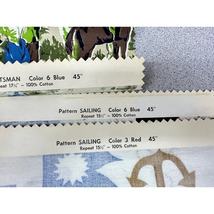 TSMAN Color 6 Blue 45"
peat 17½" – 100% Cotton
Pattern SAILING Color 6 Blue 45"
Repeat 15½" – 100% Cotton
Pattern SAILING Color 3 Red 45"
Repeat 15½" – 100% Cotton